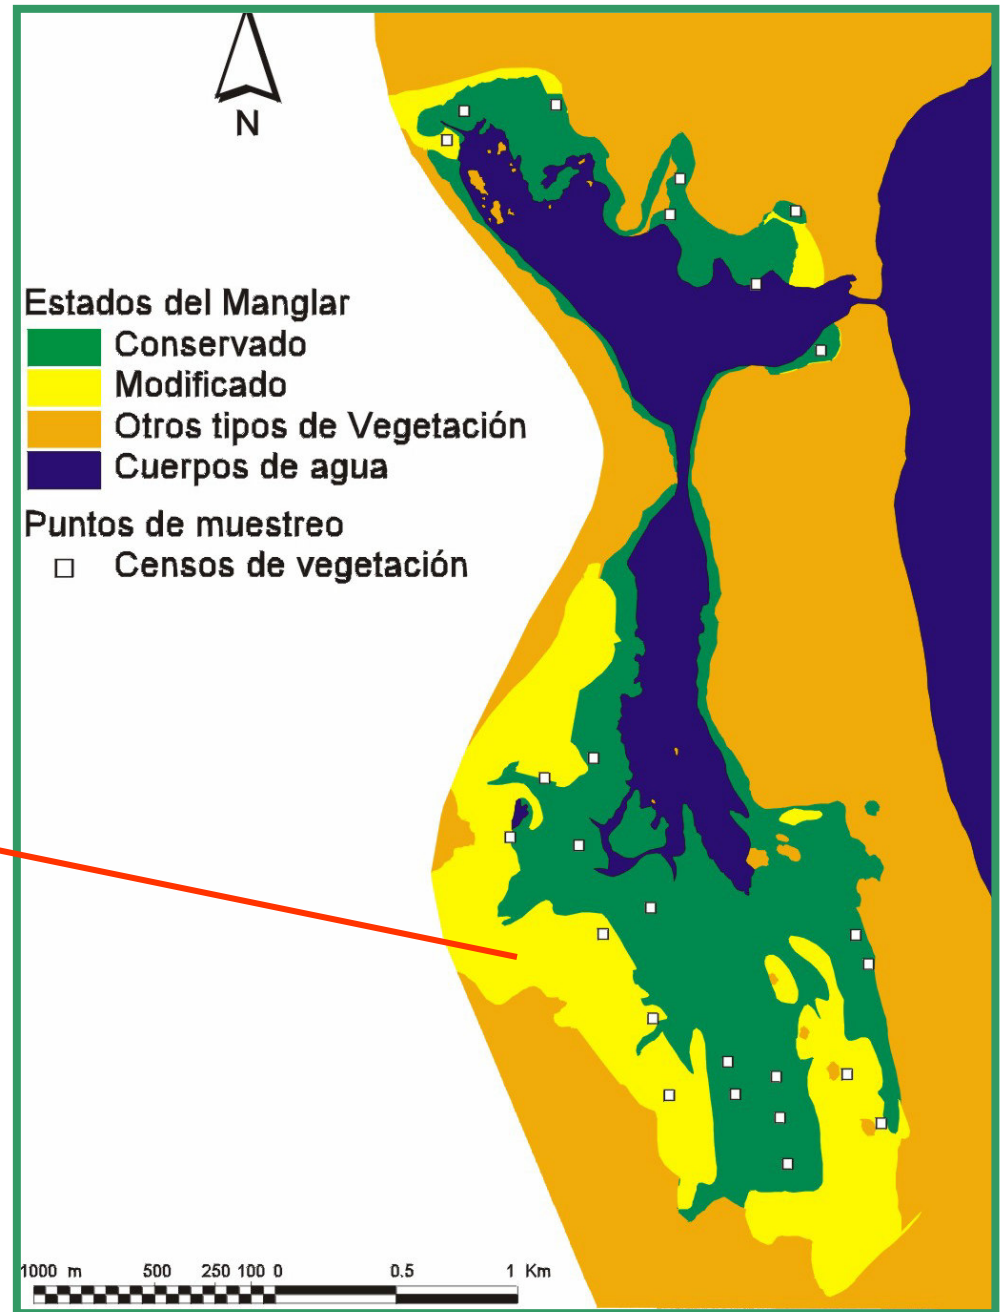 N
Estados del Manglar
Conservado
Modificado
Otros tipos de Vegetación
Cuerpos de agua
Puntos de muestreo
Censos de vegetación
1000 m 500 250 100 0 0.5 1 Km